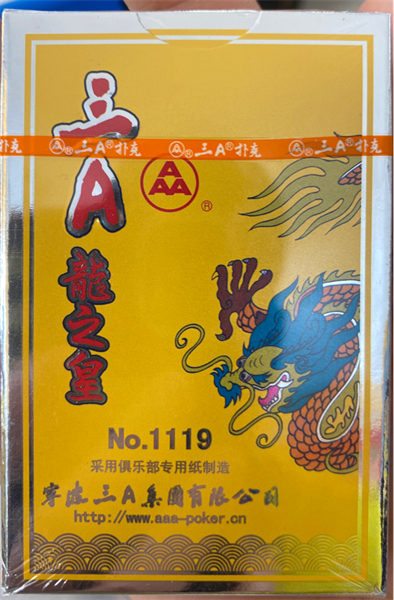 三A®扑克 三A®扑克 三A®扑克
三A
AAA
®
龍之皇
No.1119
采用俱乐部专用纸制造
寧波三A集團有限公司
http://www.aaa-poker.cn